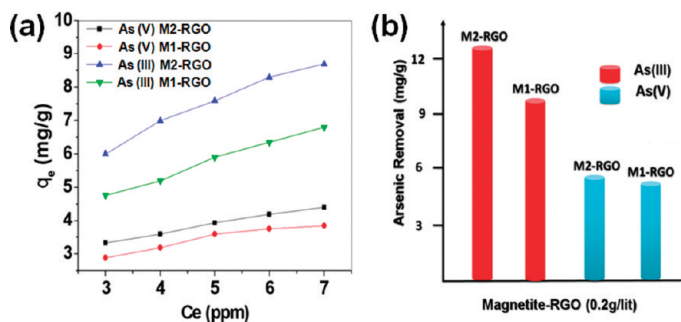 (a)
As (V) M2-RGO
As (V) M1-RGO
As (III) M2-RGO
As (III) M1-RGO
10
9
8
7
6
5
4
3
qe (mg/g)
3 4 5 6 7
Ce (ppm)
(b)
M2-RGO
M1-RGO
M2-RGO
M1-RGO
As(III)
As(V)
12
9
6
3
Arsenic Removal (mg/g)
Magnetite-RGO (0.2g/lit)